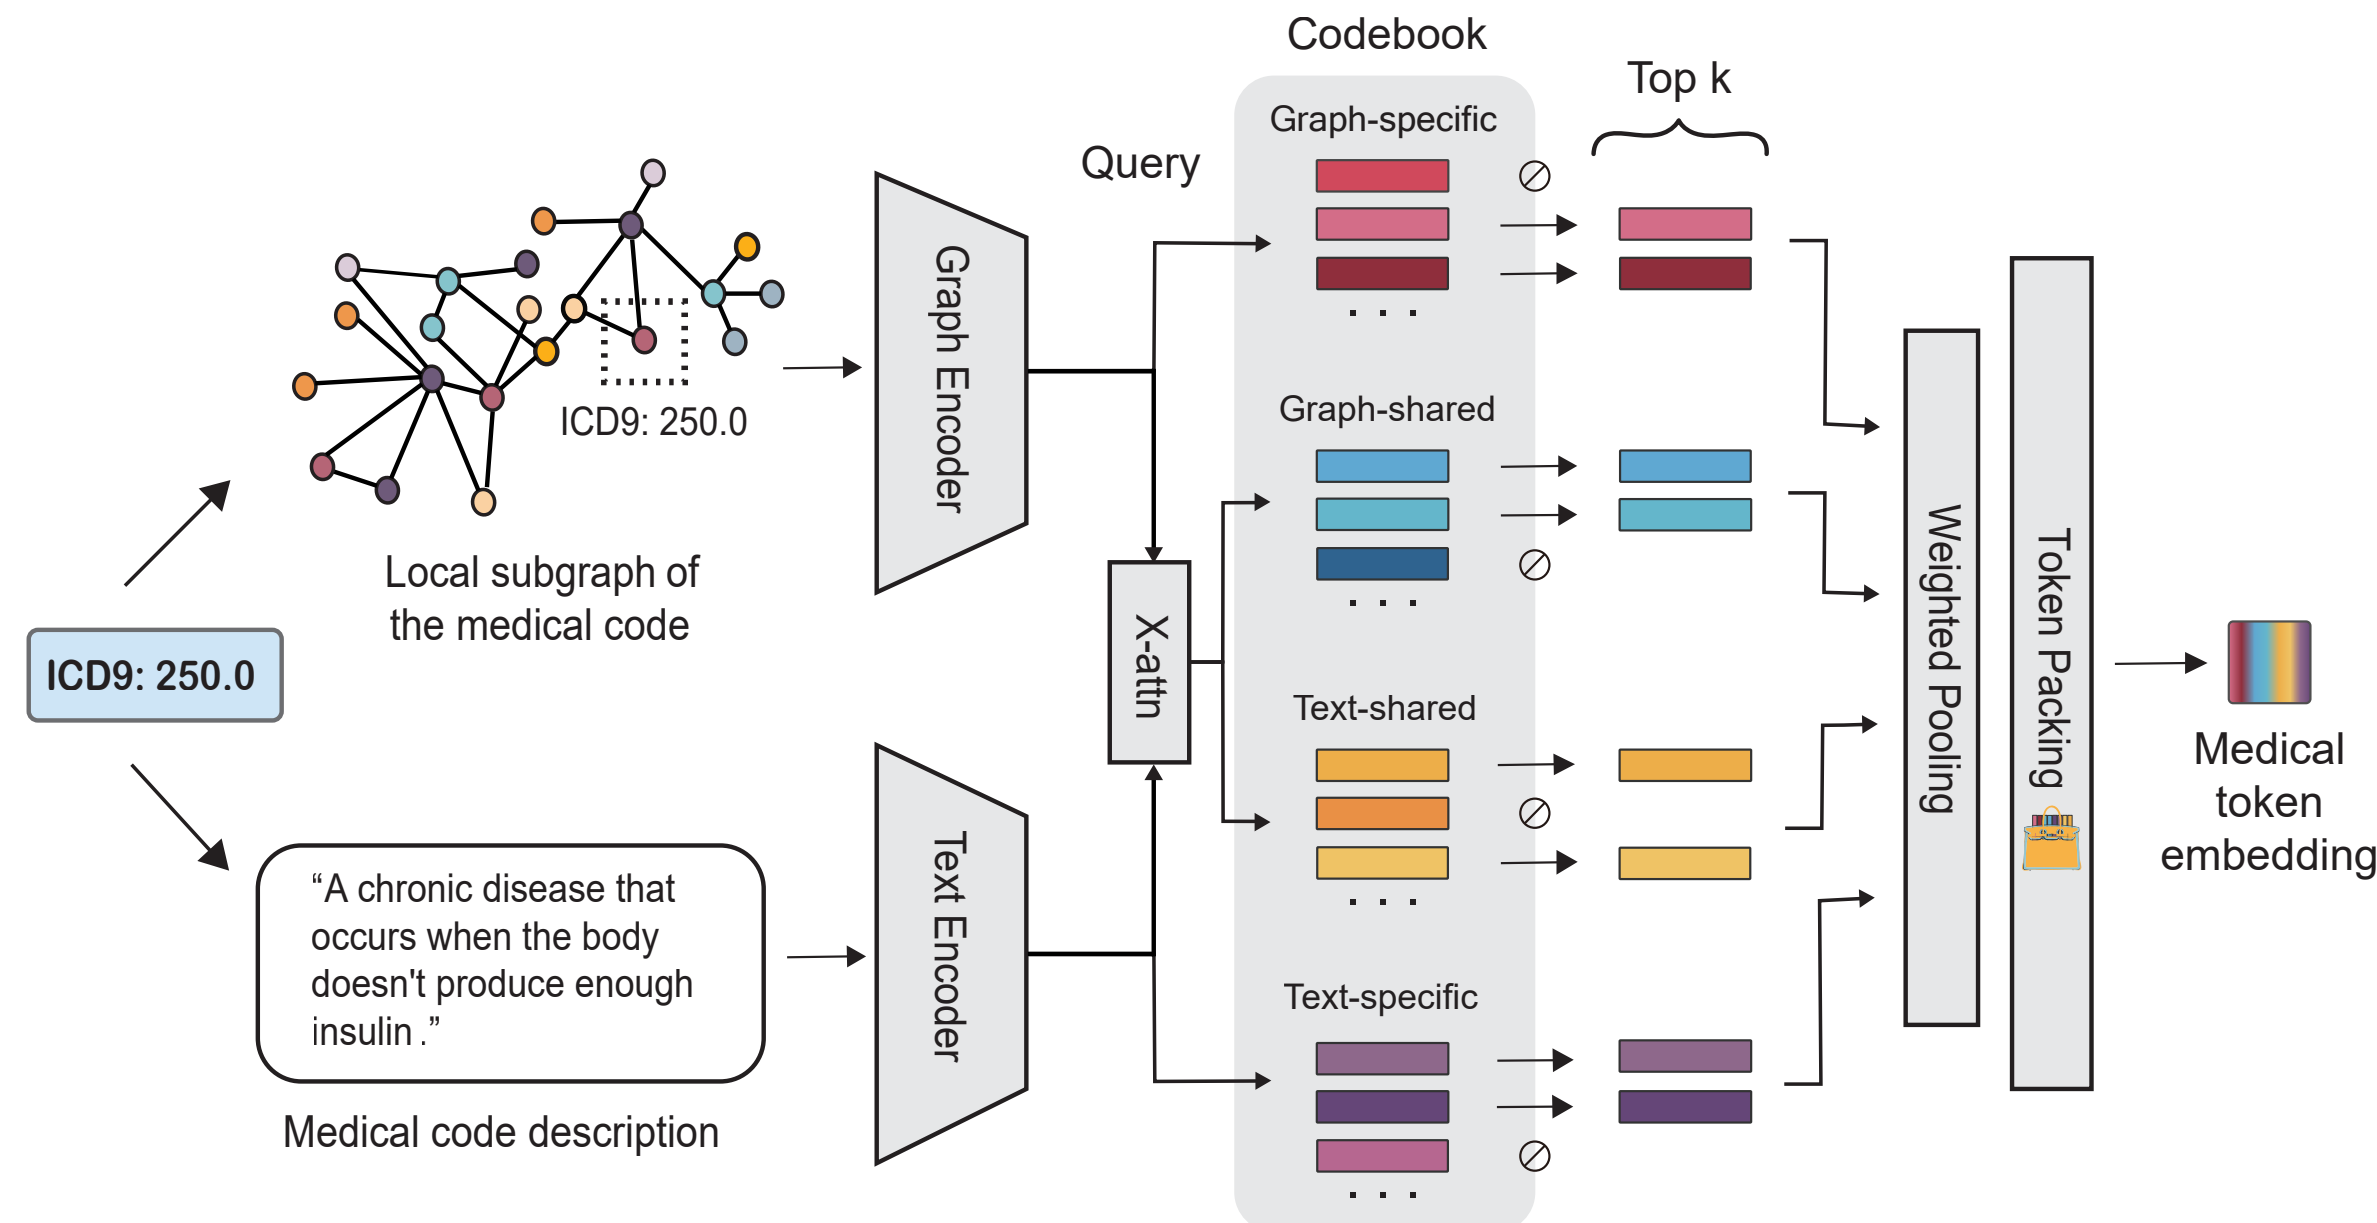 Codebook
Top k
Query
Graph-specific
Graph Encoder
ICD9: 250.0
Graph-shared
Local subgraph of
the medical code
ICD9: 250.0
X-attn
Text-shared
Weighted Pooling
Token Packing
Medical
token
embedding
“A chronic disease that
occurs when the body
doesn't produce enough
insulin .”
Text Encoder
Text-specific
Medical code description